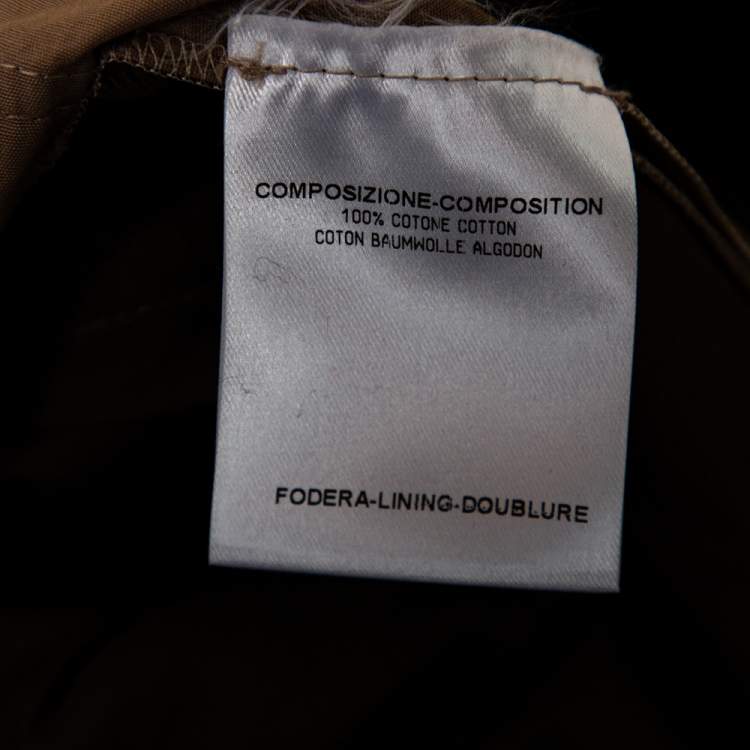 COMPOSIZIONE-COMPOSITION
100% COTONE COTTON
COTON BAUMWOLLE ALGODON
FODERA-LINING-DOUBLURE